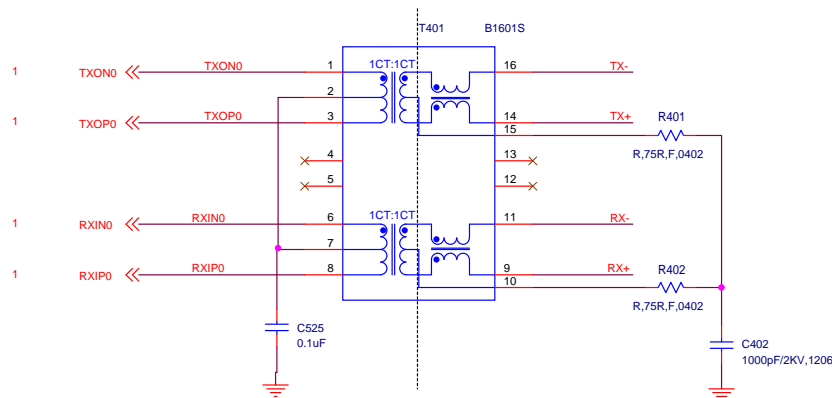 T401 B1601S
1 TXON0 TXON0 1 1CT:1CT 16 TX-
2
1 TXOP0 TXOP0 3 14 TX+
15 R401
R,75R,F,0402
4 13
5 12
1 RXIN0 RXIN0 6 1CT:1CT 11 RX-
7
1 RXIP0 RXIP0 8 9 RX+
10 R402
R,75R,F,0402
C525
0.1uF
C402
1000pF/2KV,1206